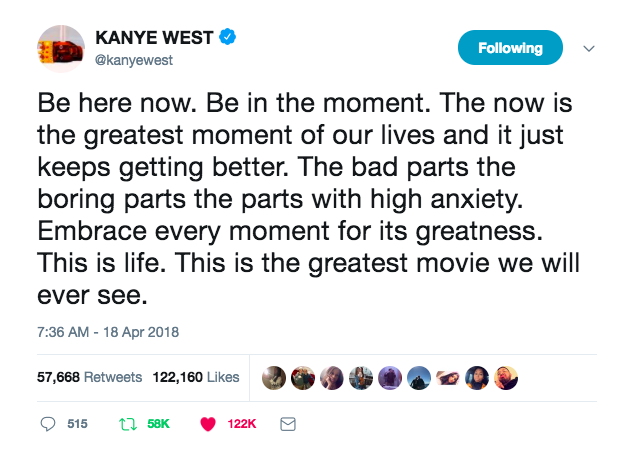 KANYE WEST
@kanyewest
Following
Be here now. Be in the moment. The now is
the greatest moment of our lives and it just
keeps getting better. The bad parts the
boring parts the parts with high anxiety.
Embrace every moment for its greatness.
This is life. This is the greatest movie we will
ever see.
7:36 AM - 18 Apr 2018
57,668 Retweets 122,160 Likes
515 58K 122K